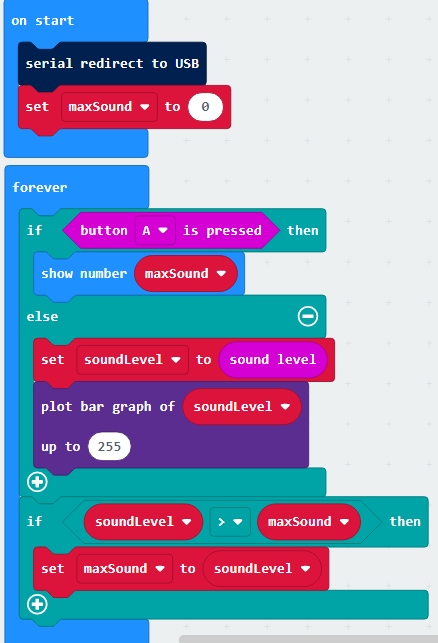 on start
serial redirect to USB
set maxSound to 0
forever
if button A is pressed then
show number maxSound
else
set soundLevel to sound level
plot bar graph of soundLevel
up to 255
if soundLevel > maxSound then
set maxSound to soundLevel